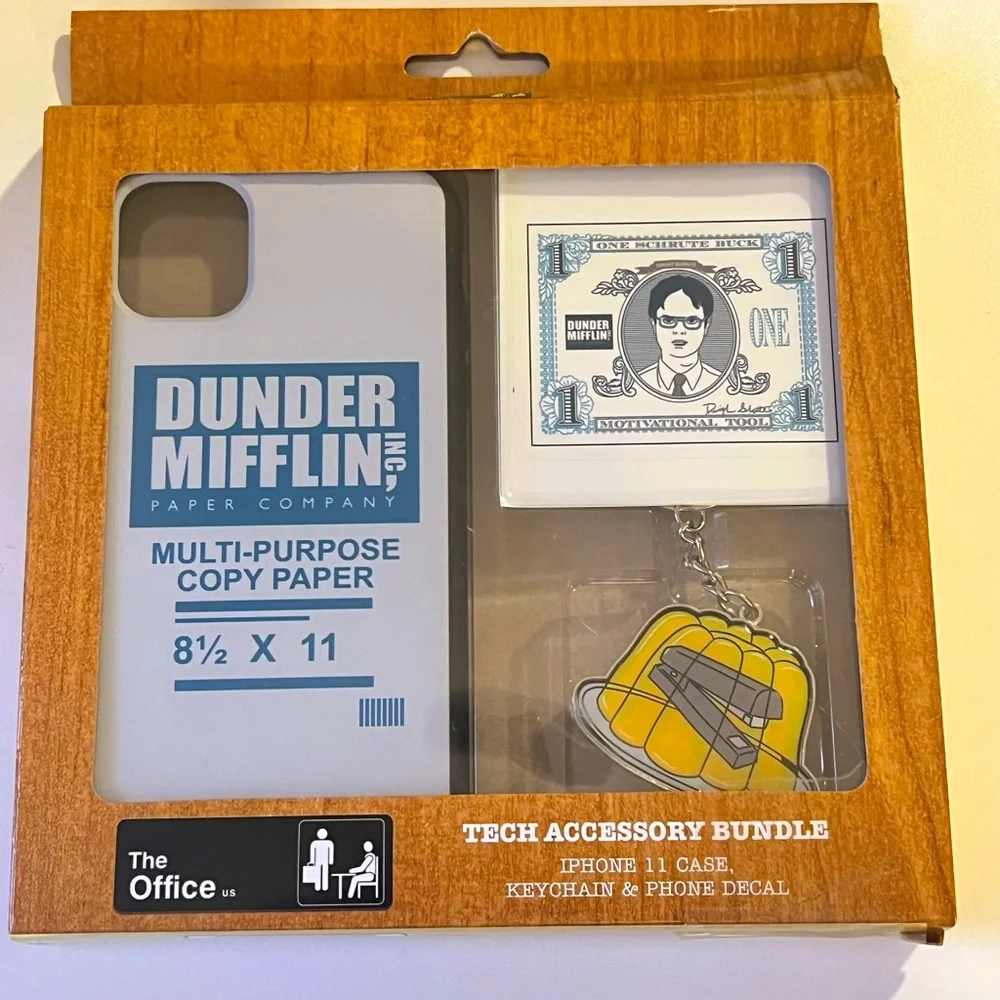 DUNDER
MIFFLIN INC,
PAPER COMPANY
MULTI-PURPOSE
COPY PAPER
8½ X 11
1 ONE SCHRUTE BUCK 1
DUNDER
MIFFLIN INC,
ONE
1 1
MOTIVATIONAL TOOL
The
Office U.S
TECH ACCESSORY BUNDLE
IPHONE 11 CASE,
KEYCHAIN & PHONE DECAL